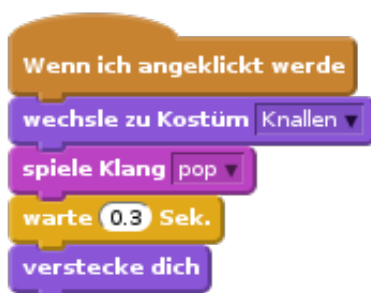 Wenn ich angeklickt werde
wechsle zu Kostüm Knallen
spiele Klang pop
warte 0.3 Sek.
verstecke dich